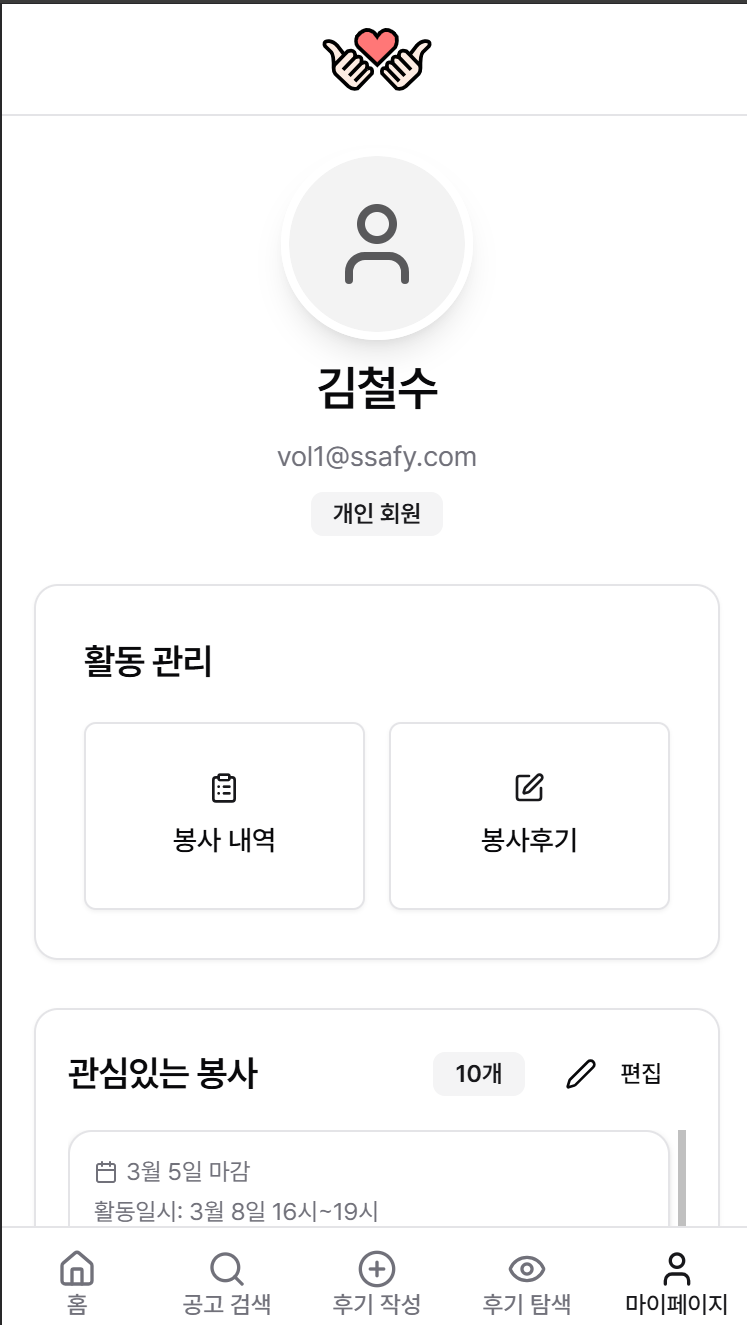 김철수
vol1@ssafy.com
개인 회원
활동 관리
봉사 내역
봉사후기
관심있는 봉사
10개
편집
3월 5일 마감
활동일시: 3월 8일 16시~19시
홈
공고 검색
후기 작성
후기 탐색
마이페이지